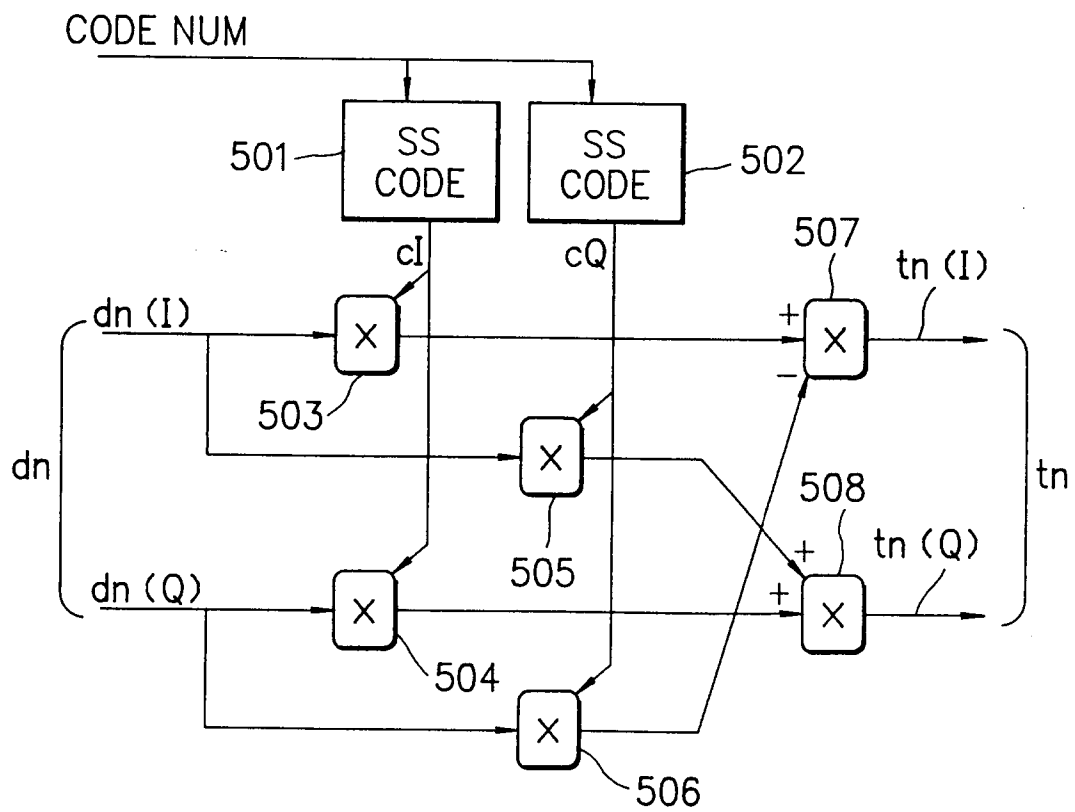 CODE NUM
501
SS
CODE
SS
CODE
502
cI
cQ
507
tn (I)
dn (I)
X
+
−
X
503
dn
X
tn
505
508
tn (Q)
dn (Q)
X
+
+
X
504
X
506